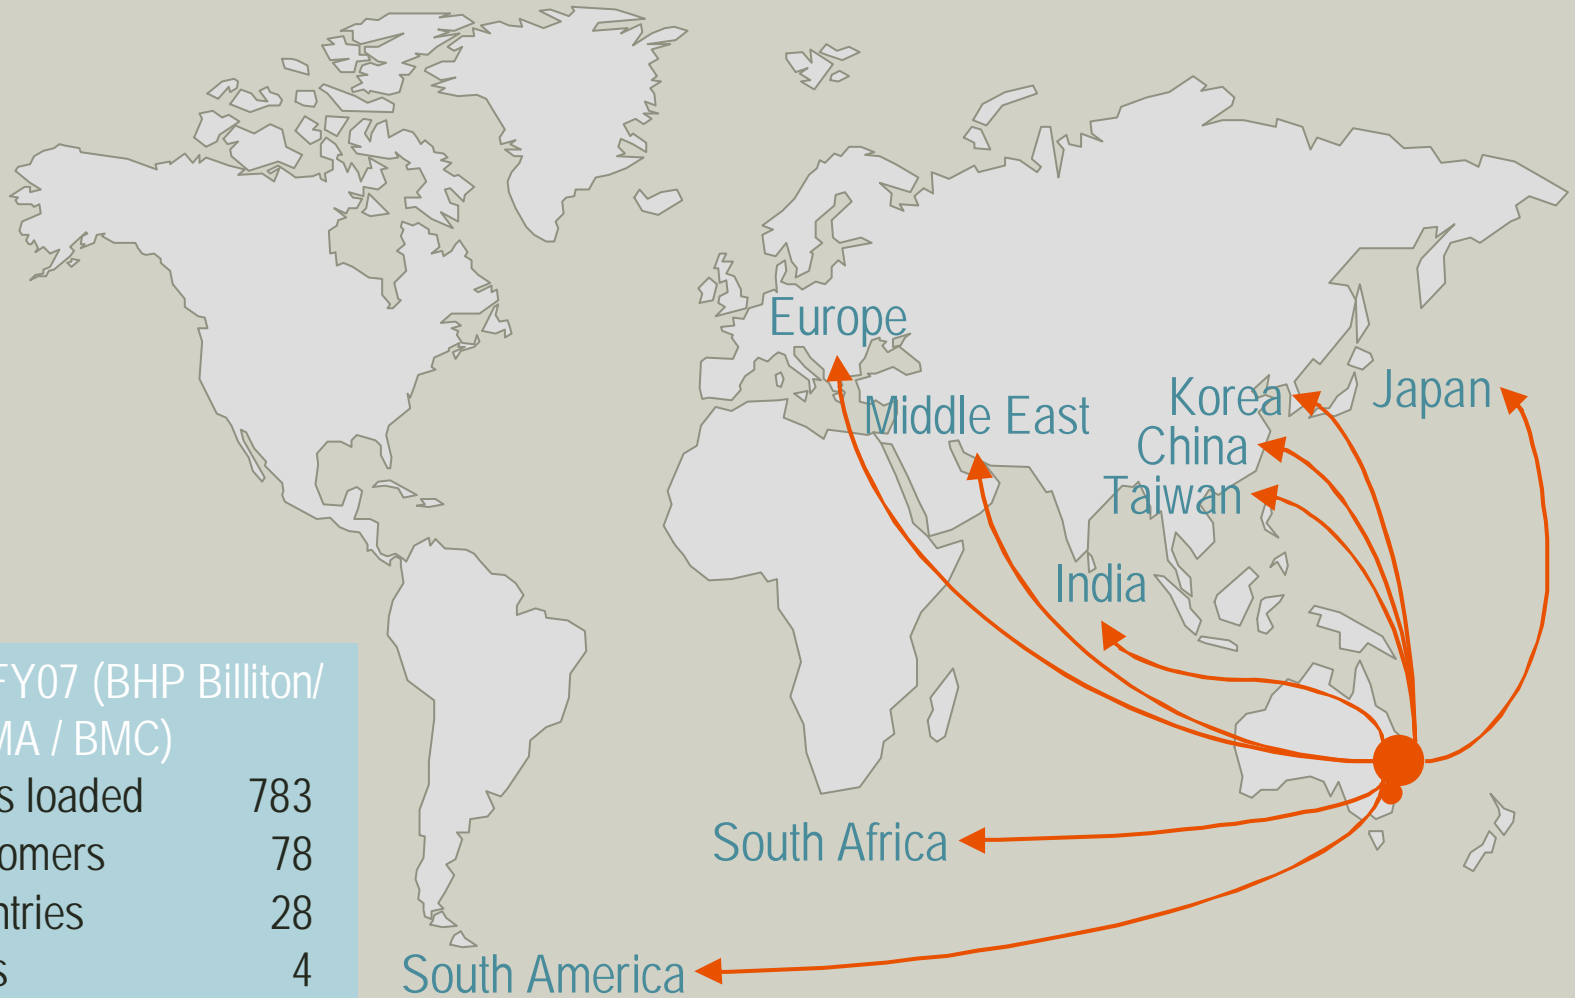 Europe
Middle East
Korea
Japan
China
Taiwan
India
FY07 (BHP Billiton/
MA / BMC)
s loaded 783
omers 78
ntries 28
s 4
South Africa
South America